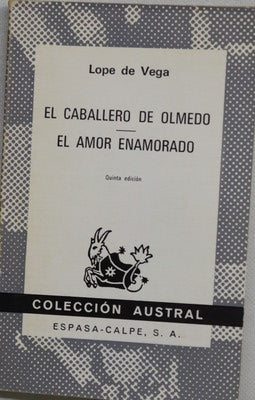 Lope de Vega
EL CABALLERO DE OLMEDO
EL AMOR ENAMORADO
Quinta edición
COLECCIÓN AUSTRAL
ESPASA-CALPE, S. A.